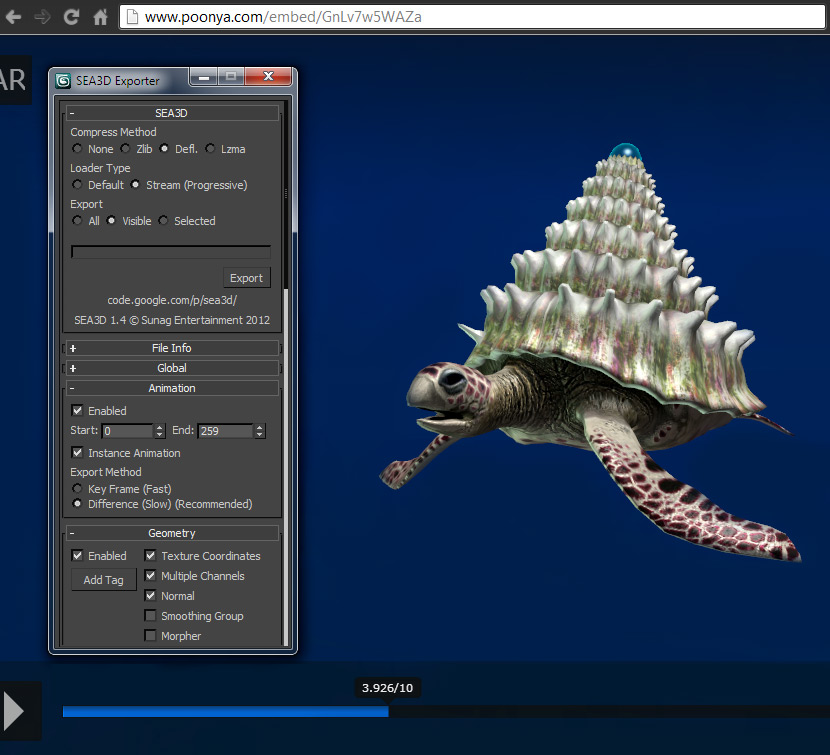 www.poonya.com/embed/GnLv7w5WAZa
AR
SEA3D Exporter
- SEA3D
Compress Method
None Zlib Defl. Lzma
Loader Type
Default Stream (Progressive)
Export
All Visible Selected
Export
code.google.com/p/sea3d/
SEA3D 1.4 © Sunag Entertainment 2012
+ File Info
+ Global
- Animation
Enabled
Start: 0 End: 259
Instance Animation
Export Method
Key Frame (Fast)
Difference (Slow) (Recommended)
- Geometry
Enabled Texture Coordinates
Add Tag Multiple Channels
Normal
Smoothing Group
Morpher
3.926/10